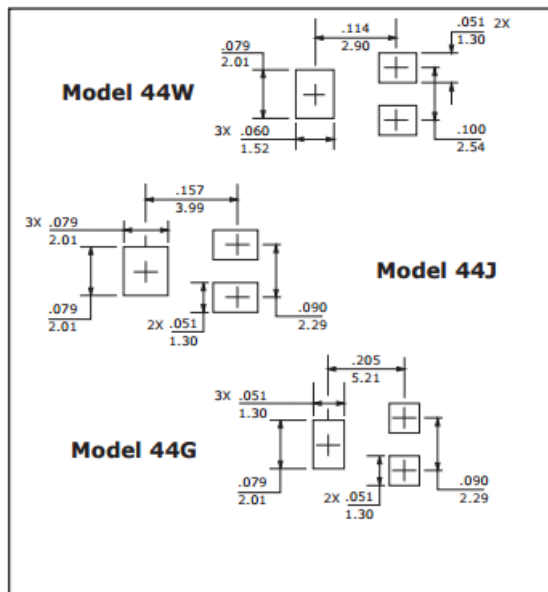 .114
2.90
.051 2X
1.30
.079
2.01
Model 44W
3X .060
1.52
.100
2.54
.157
3.99
3X .079
2.01
Model 44J
.079
2.01
2X .051
1.30
.090
2.29
.205
5.21
3X .051
1.30
Model 44G
.079
2.01
2X .051
1.30
.090
2.29